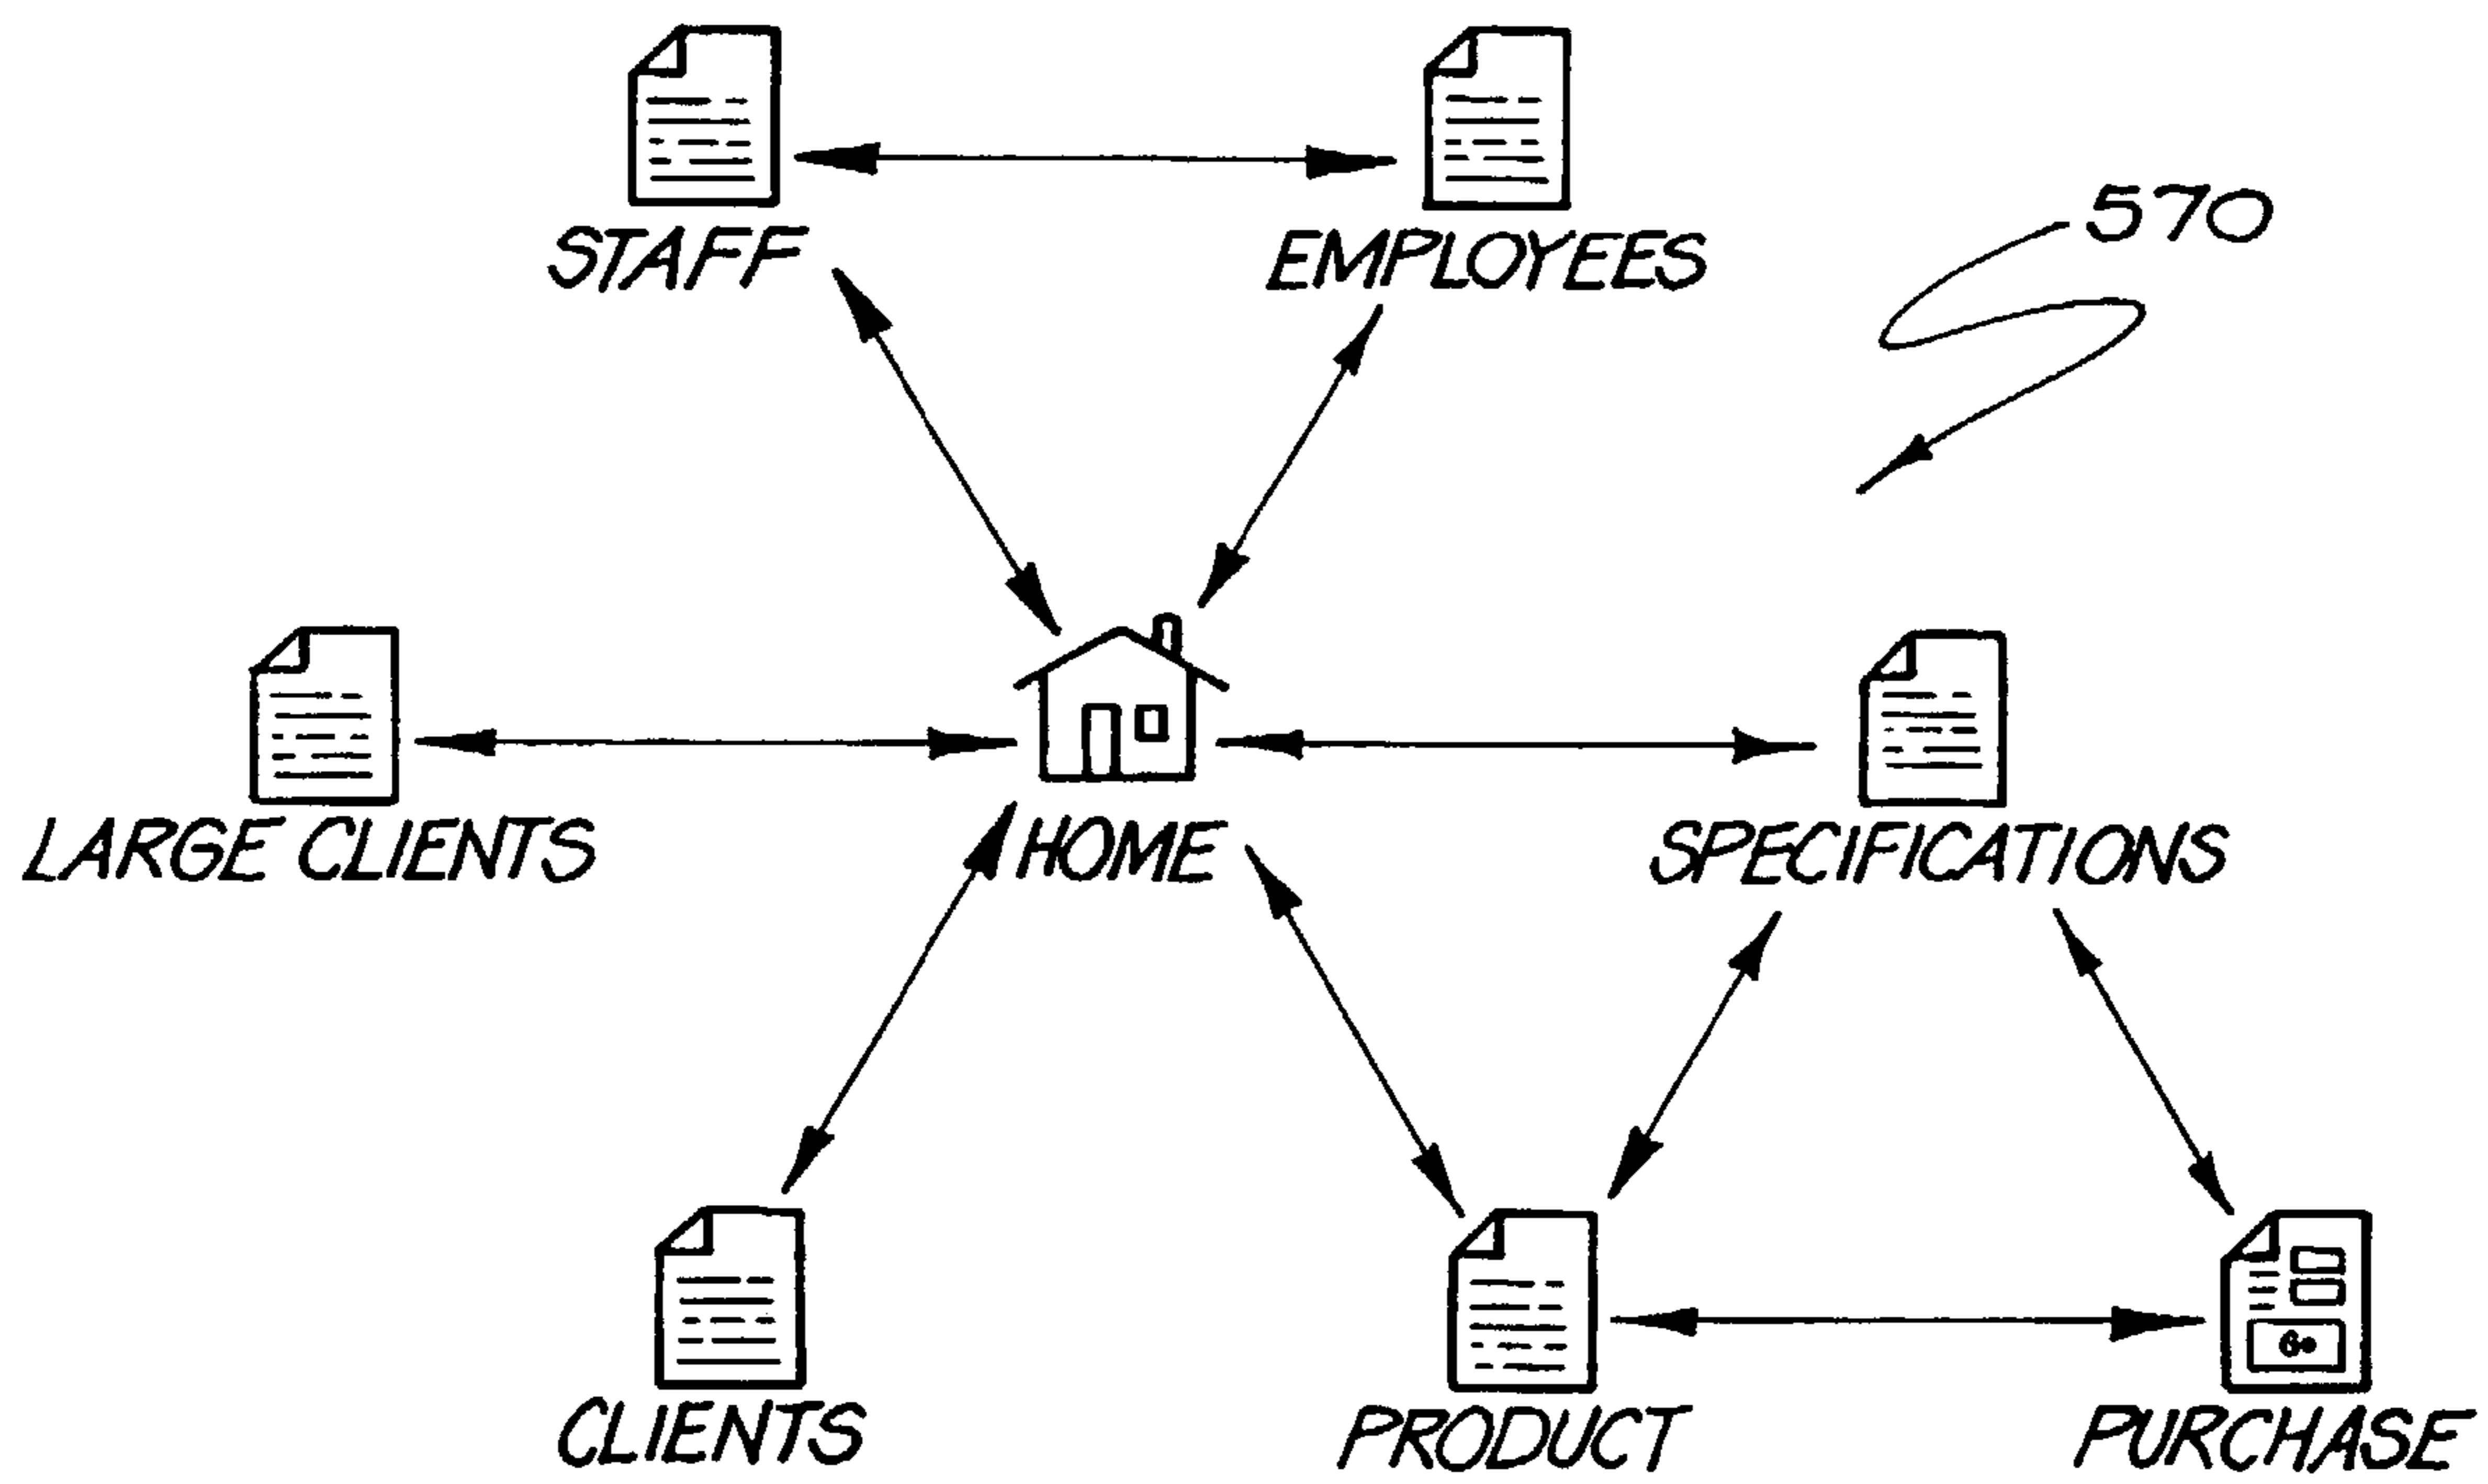 STAFF
EMPLOYEES
570
LARGE CLIENTS
HOME
SPECIFICATIONS
CLIENTS
PRODUCT
PURCHASE